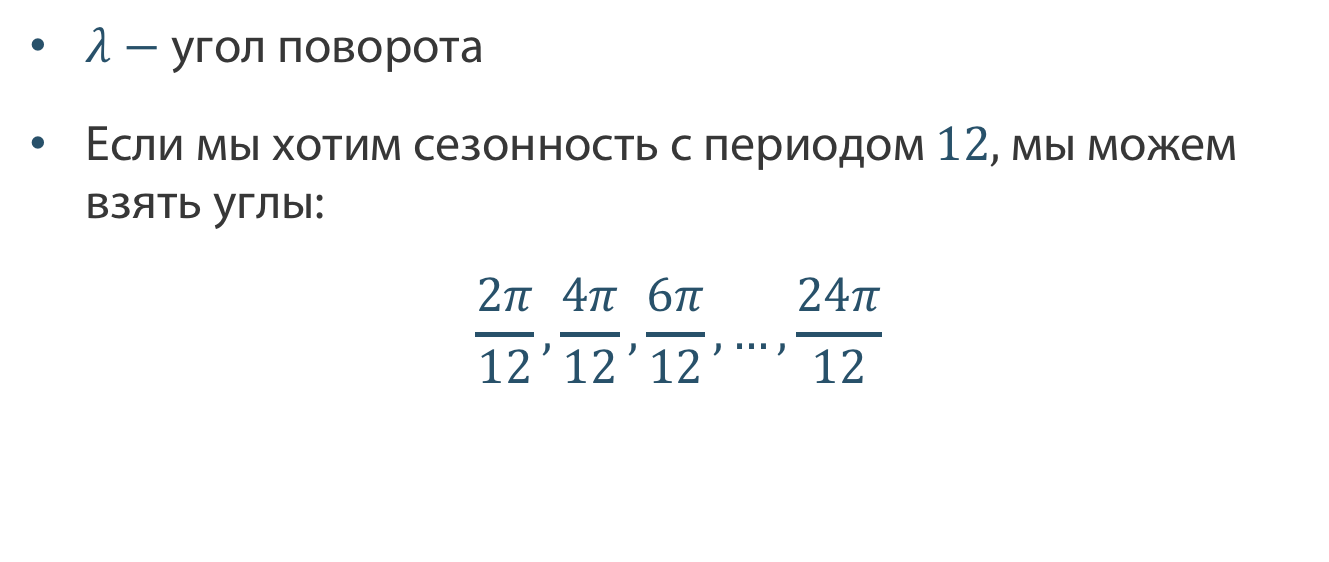 • λ — угол поворота
• Если мы хотим сезонность с периодом 12, мы можем
взять углы:
2π/12, 4π/12, 6π/12, …, 24π/12